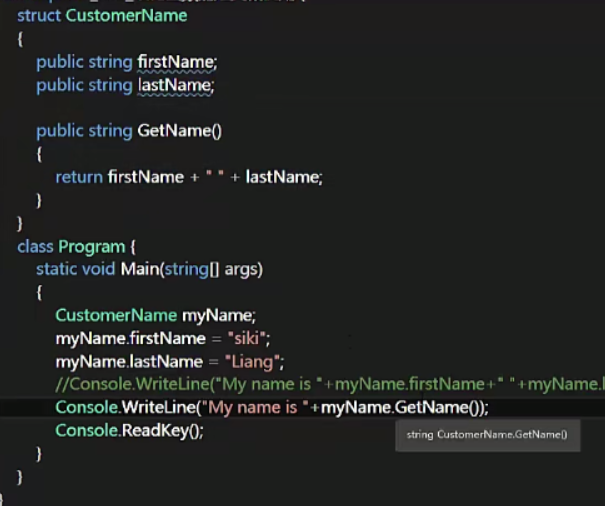 struct CustomerName
{
public string firstName;
public string lastName;
public string GetName()
{
return firstName + " " + lastName;
}
}
class Program {
static void Main(string[] args)
{
CustomerName myName;
myName.firstName = "siki";
myName.lastName = "Liang";
//Console.WriteLine("My name is "+myName.firstName+" "+myName.l
Console.WriteLine("My name is "+myName.GetName());
Console.ReadKey();
string CustomerName.GetName()
}
}
}